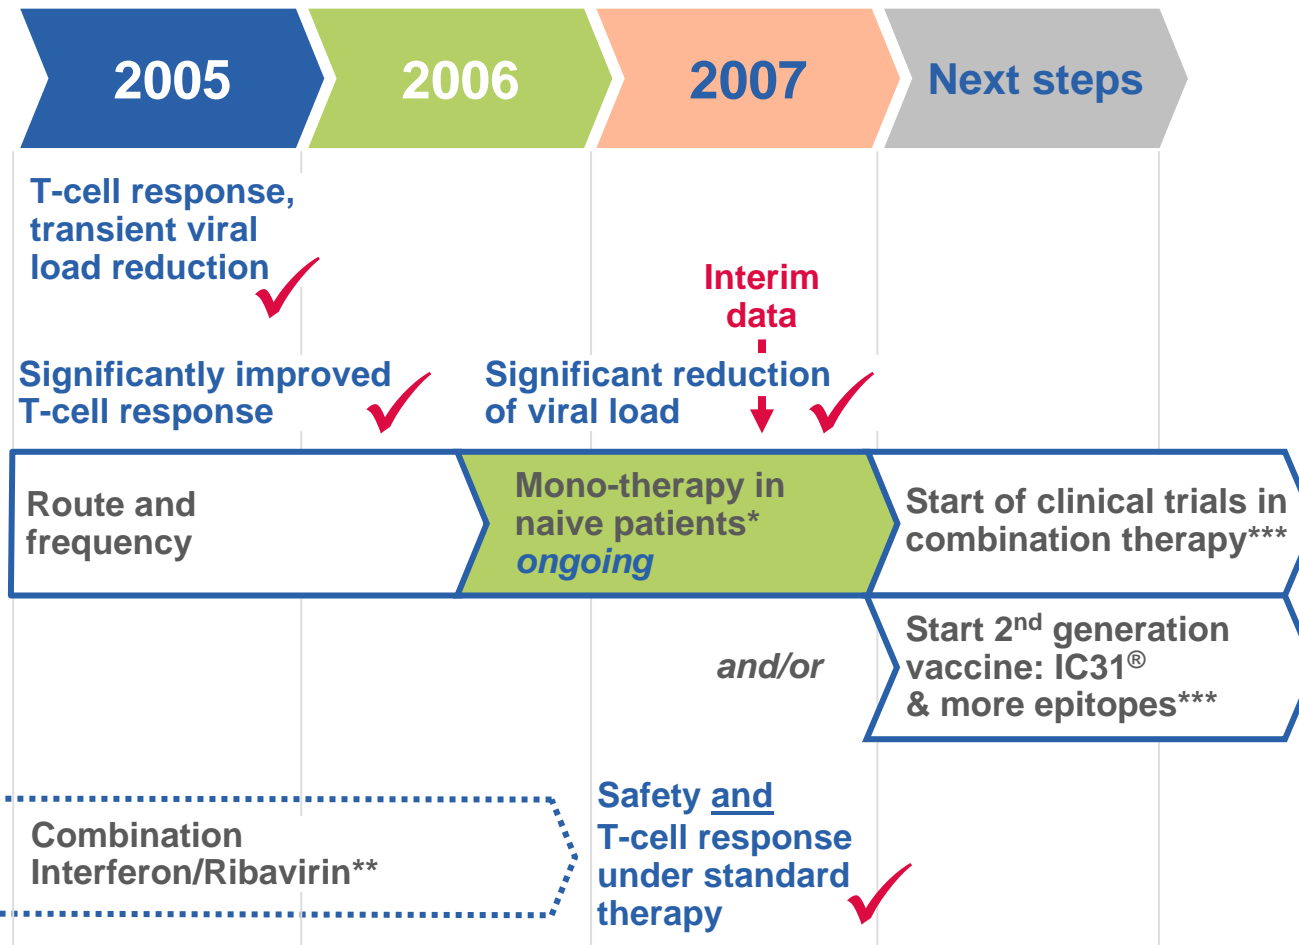 2005
2006
2007
Next steps
T-cell response,
transient viral
load reduction
Interim
data
Significantly improved
T-cell response
Significant reduction
of viral load
Route and
frequency
Mono-therapy in
naive patients*
ongoing
Start of clinical trials in
combination therapy***
and/or
Start 2nd generation
vaccine: IC31®
& more epitopes***
Combination
Interferon/Ribavirin**
Safety and
T-cell response
under standard
therapy